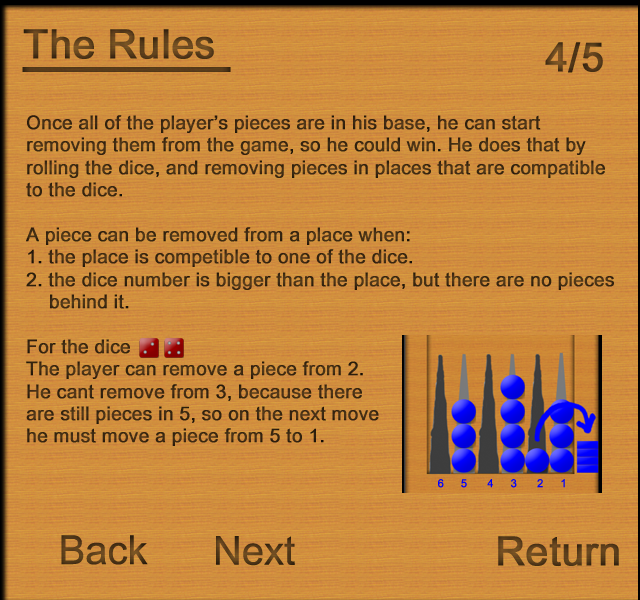 The Rules
4/5
Once all of the player's pieces are in his base, he can start
removing them from the game, so he could win. He does that by
rolling the dice, and removing pieces in places that are compatible
to the dice.
A piece can be removed from a place when:
1. the place is competible to one of the dice.
2. the dice number is bigger than the place, but there are no pieces
behind it.
For the dice
The player can remove a piece from 2.
He cant remove from 3, because there
are still pieces in 5, so on the next move
he must move a piece from 5 to 1.
6 5 4 3 2 1
Back Next Return